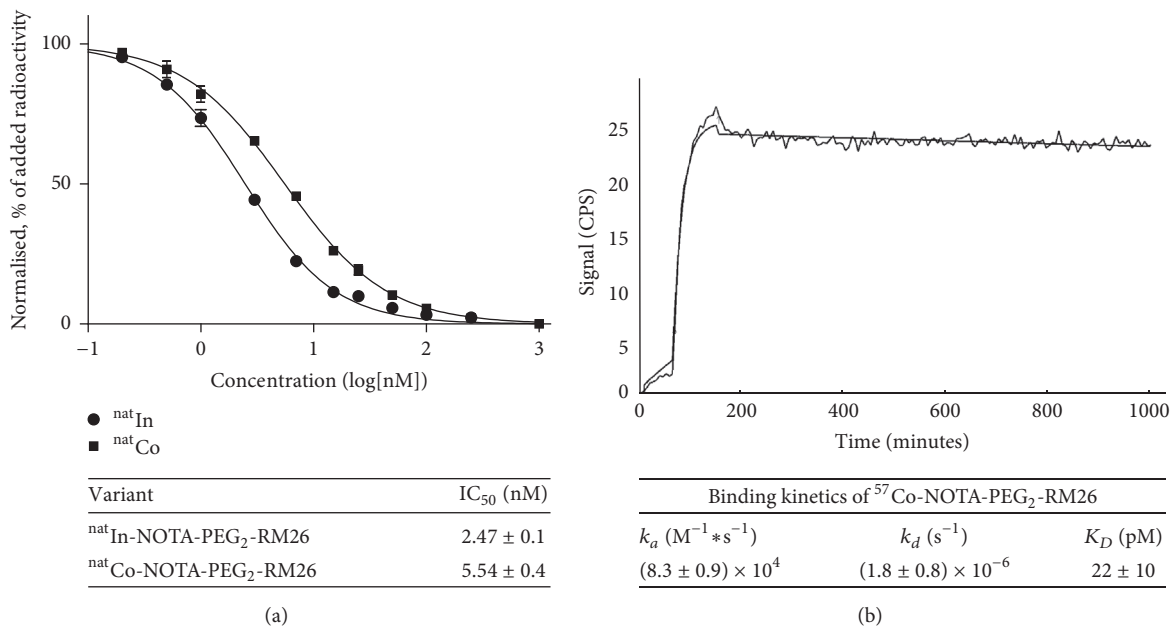 100
50
0
−1
0
1
2
3
Normalised, % of added radioactivity
Concentration (log[nM])
natIn
natCo
Variant IC50 (nM)
natIn-NOTA-PEG2-RM26 2.47 ± 0.1
natCo-NOTA-PEG2-RM26 5.54 ± 0.4
(a)
25
20
15
10
5
0
0
200
400
600
800
1000
Signal (CPS)
Time (minutes)
Binding kinetics of 57Co-NOTA-PEG2-RM26
ka (M−1∗s−1) kd (s−1) KD (pM)
(8.3 ± 0.9) × 104 (1.8 ± 0.8) × 10−6 22 ± 10
(b)